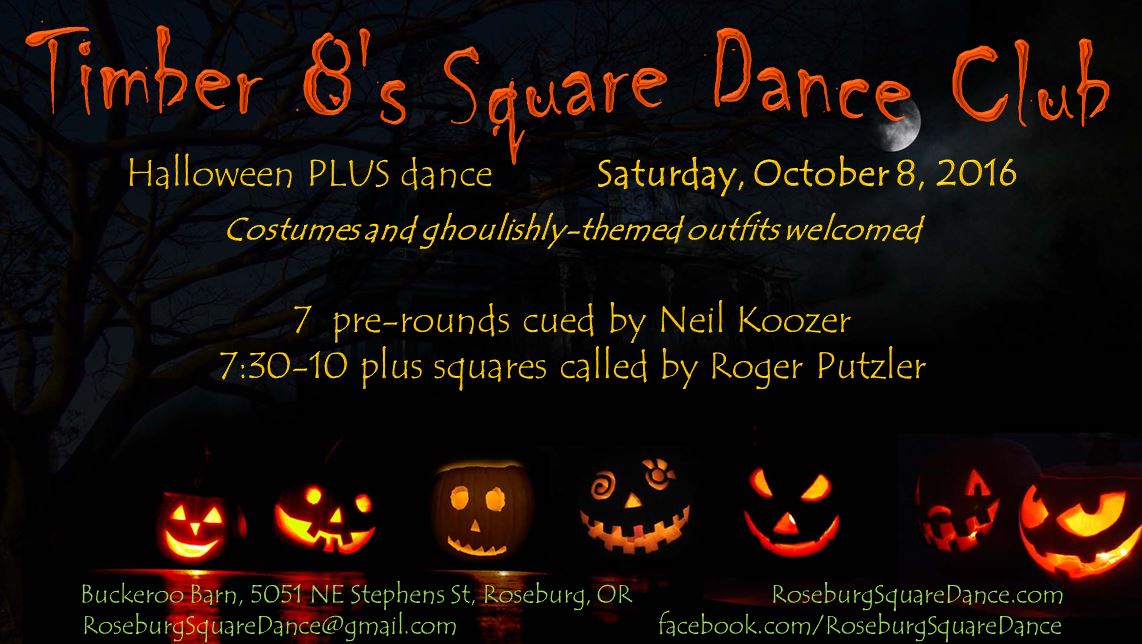 Timber 8's Square Dance Club
Halloween PLUS dance Saturday, October 8, 2016
Costumes and ghoulishly-themed outfits welcomed
7 pre-rounds cued by Neil Koozer
7:30-10 plus squares called by Roger Putzler
Buckeroo Barn, 5051 NE Stephens St, Roseburg, OR RoseburgSquareDance.com
RoseburgSquareDance@gmail.com facebook.com/RoseburgSquareDance